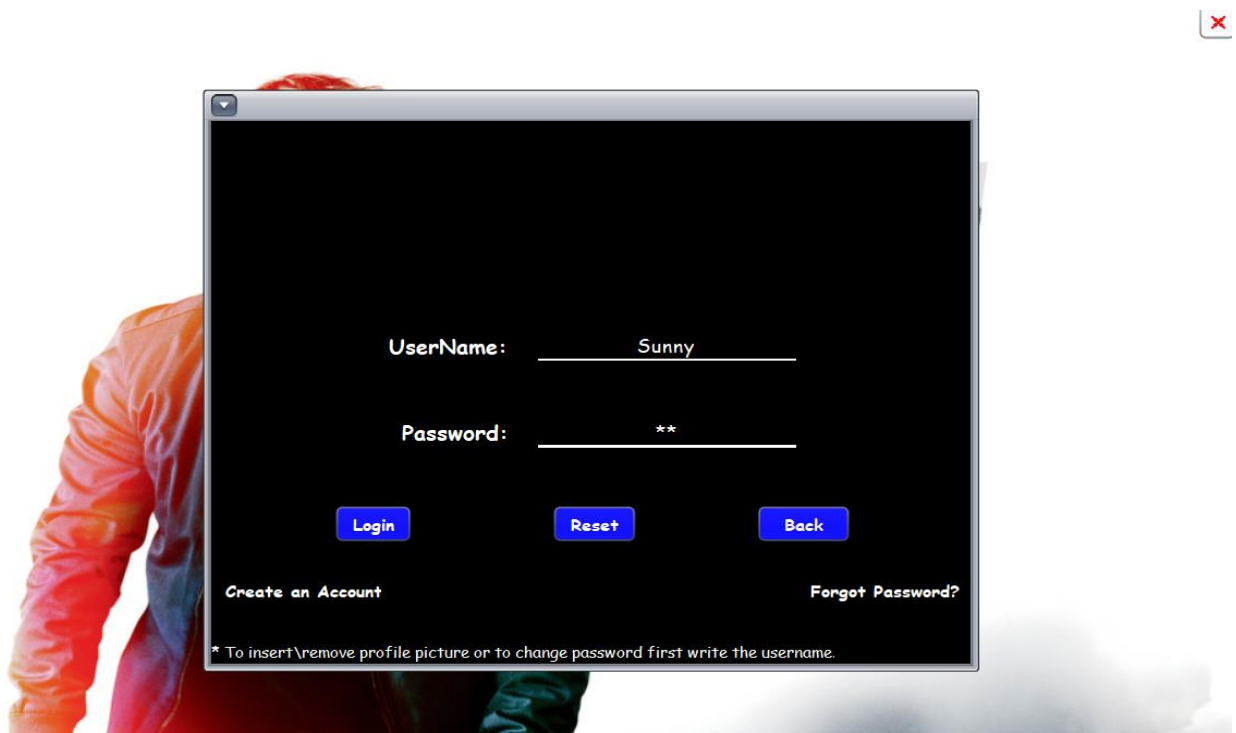 UserName: Sunny
Password: **
Login Reset Back
Create an Account Forgot Password?
* To insert\remove profile picture or to change password first write the username.